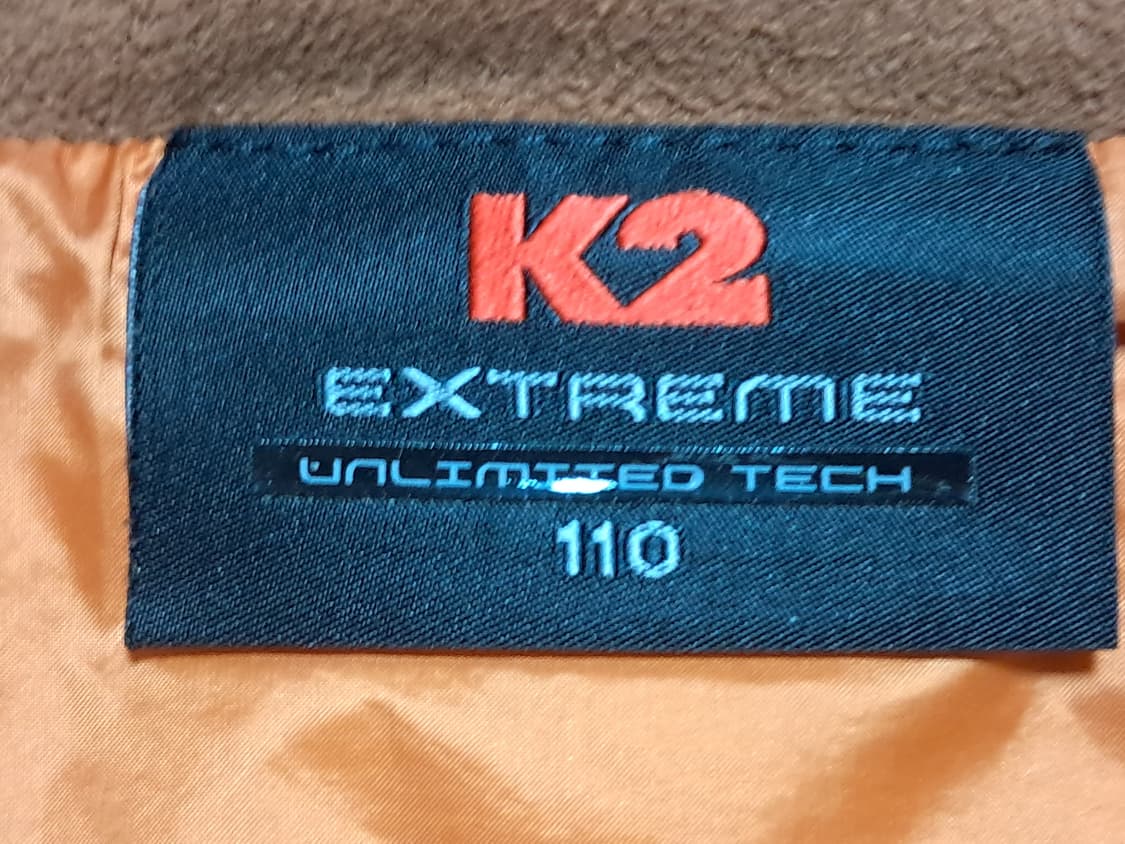 K2
EXTREME
UNLIMITED TECH
110